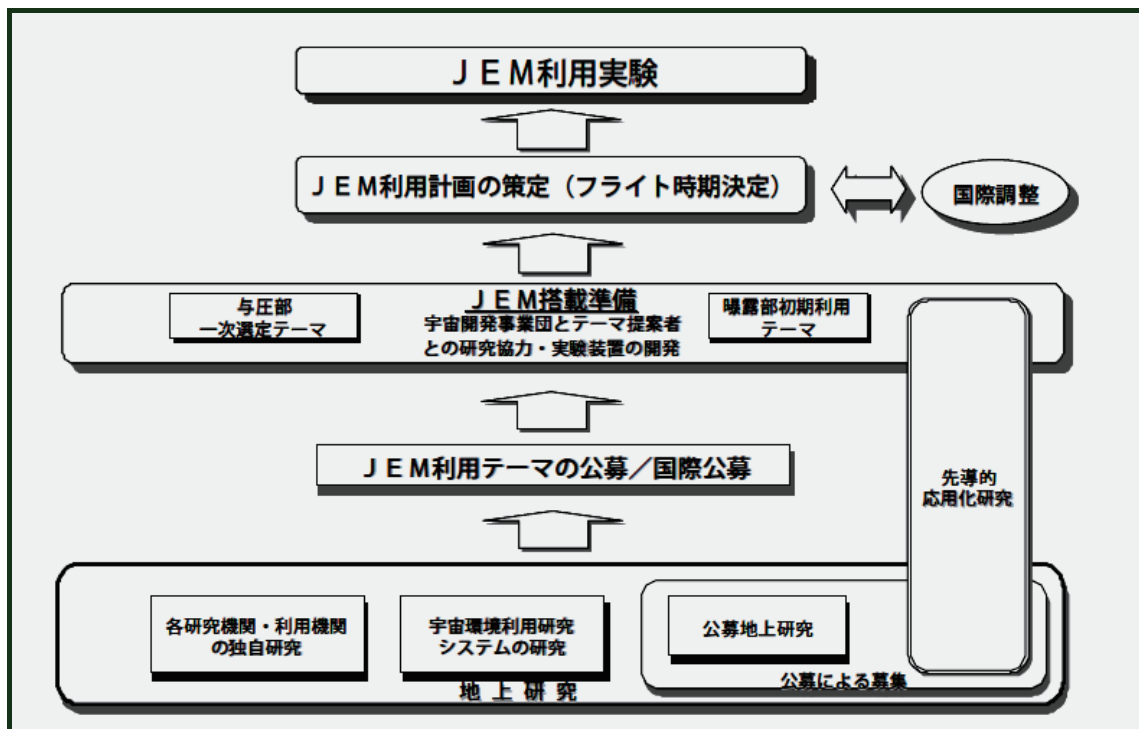 ＪＥＭ利用実験
ＪＥＭ利用計画の策定（フライト時期決定）
国際調整
ＪＥＭ搭載準備
宇宙開発事業団とテーマ提案者
との研究協力・実験装置の開発
与圧部
一次選定テーマ
曝露部初期利用
テーマ
先導的
応用化研究
ＪＥＭ利用テーマの公募／国際公募
各研究機関・利用機関
の独自研究
宇宙環境利用研究
システムの研究
公募地上研究
公募による募集
地 上 研 究